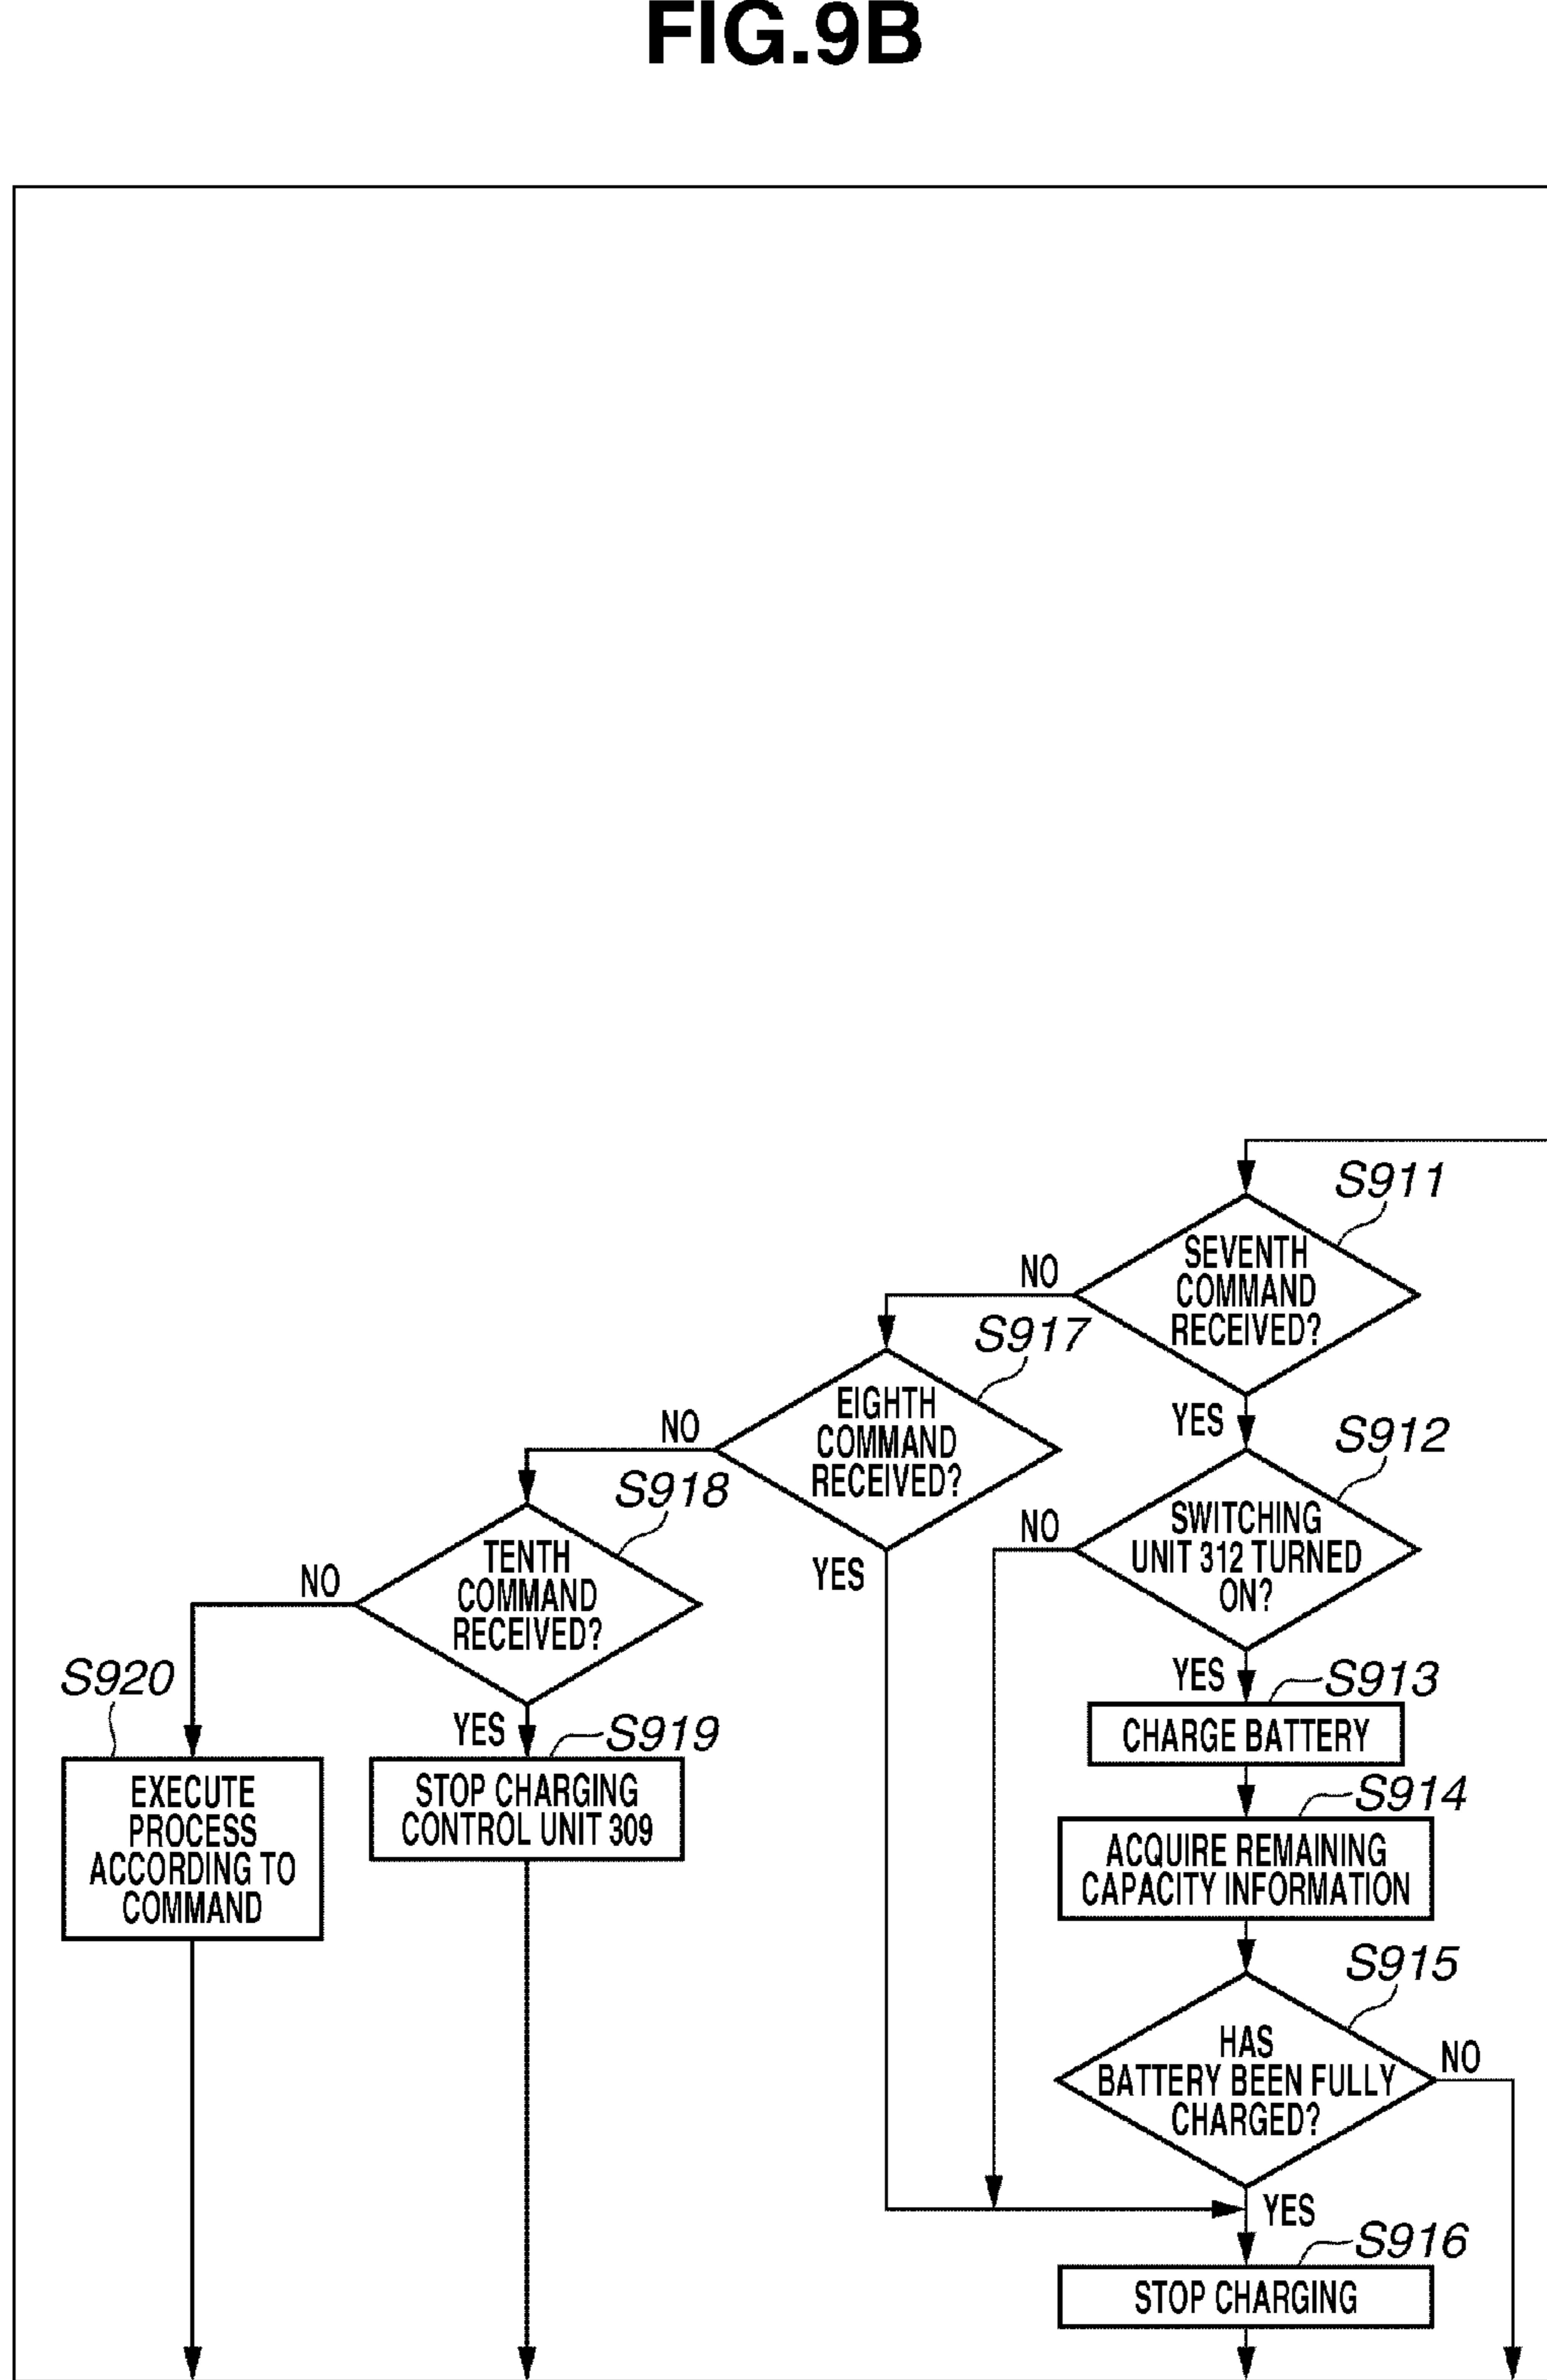 FIG.9B
S911
SEVENTH
COMMAND
RECEIVED?
NO
YES
S917
EIGHTH
COMMAND
RECEIVED?
NO
YES
S912
SWITCHING
UNIT 312 TURNED
ON?
NO
YES
S918
TENTH
COMMAND
RECEIVED?
NO
YES
S913
CHARGE BATTERY
S920
EXECUTE
PROCESS
ACCORDING TO
COMMAND
S919
STOP CHARGING
CONTROL UNIT 309
S914
ACQUIRE REMAINING
CAPACITY INFORMATION
S915
HAS
BATTERY BEEN FULLY
CHARGED?
NO
YES
S916
STOP CHARGING